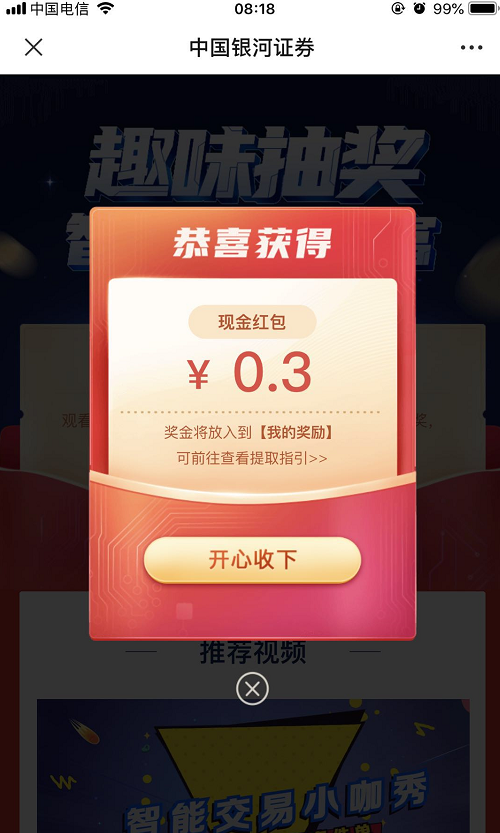 中国电信
08:18
99%
中国银河证券
趣味抽奖
恭喜获得
现金红包
¥ 0.3
奖金将放入到【我的奖励】
可前往查看提取指引>>
开心收下
推荐视频
智能交易小咖秀